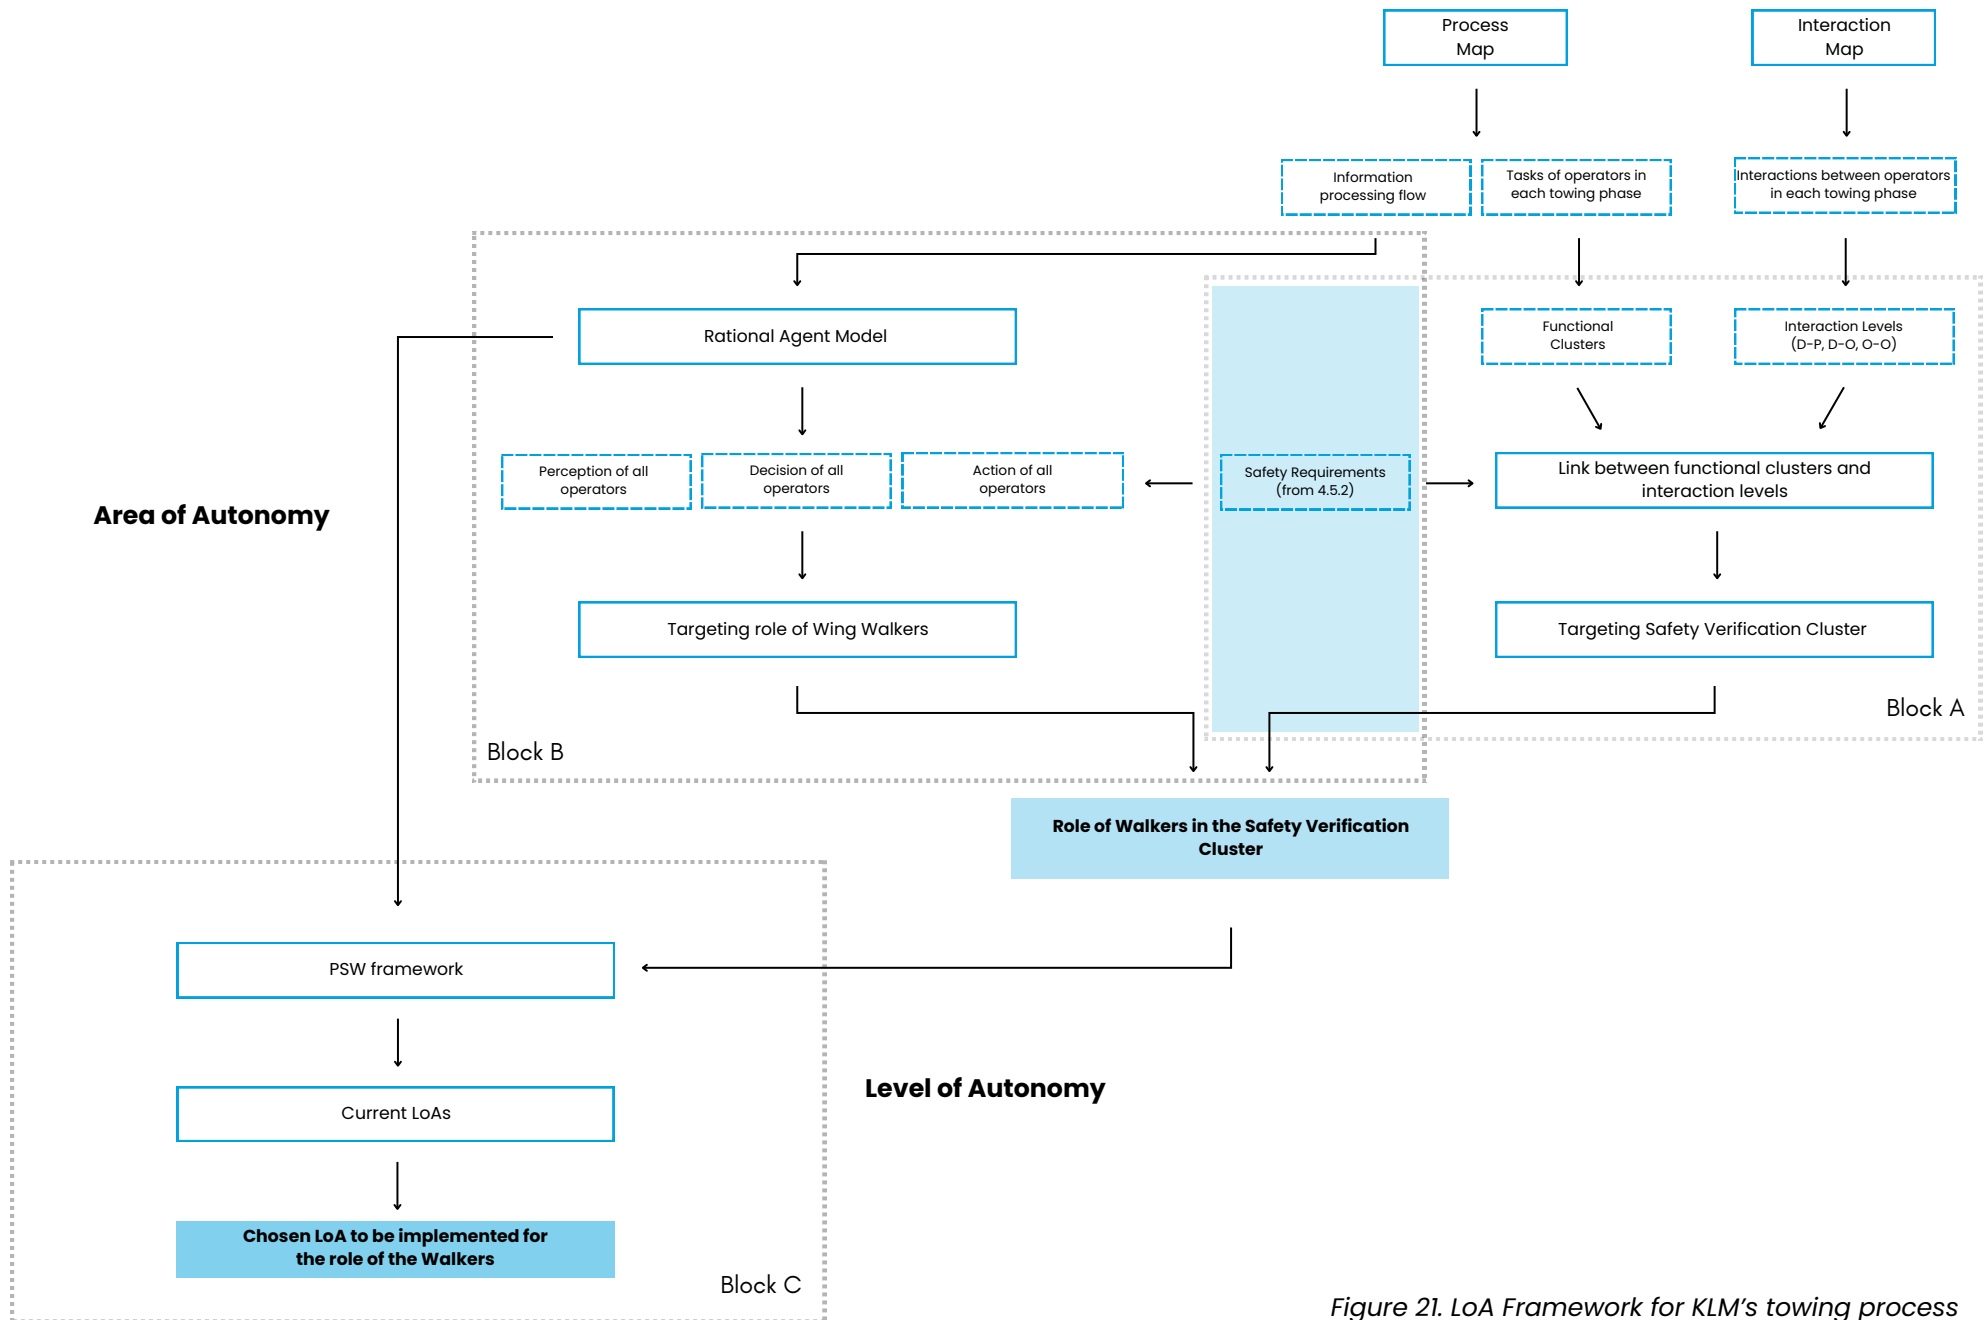 Process
Map
Interaction
Map
Information
processing flow
Tasks of operators in
each towing phase
Interactions between operators
in each towing phase
Rational Agent Model
Functional
Clusters
Interaction Levels
(D-P, D-O, O-O)
Perception of all
operators
Decision of all
operators
Action of all
operators
Safety Requirements
(from 4.5.2)
Link between functional clusters and
interaction levels
Area of Autonomy
Targeting role of Wing Walkers
Targeting Safety Verification Cluster
Block A
Block B
Role of Walkers in the Safety Verification
Cluster
PSW framework
Level of Autonomy
Current LoAs
Chosen LoA to be implemented for
the role of the Walkers
Block C
Figure 21. LoA Framework for KLM's towing process